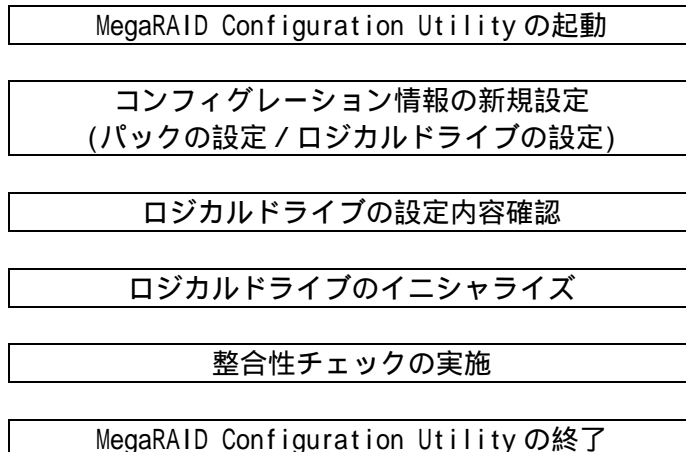 MegaRAID Configuration Utility の起動
コンフィグレーション情報の新規設定
(パックの設定 / ロジカルドライブの設定)
ロジカルドライブの設定内容確認
ロジカルドライブのイニシャライズ
整合性チェックの実施
MegaRAID Configuration Utility の終了